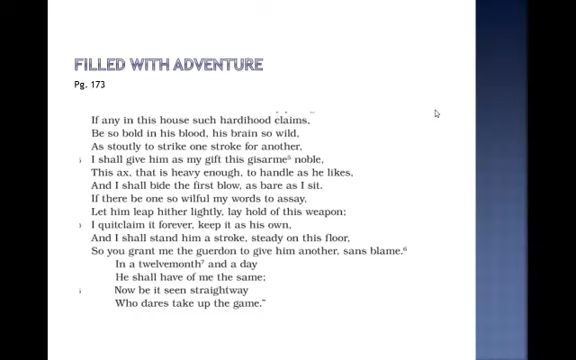 FILLED WITH ADVENTURE
Pg. 173
If any in this house such hardihood claims,
Be so bold in his blood, his brain so wild,
As stoutly to strike one stroke for another,
I shall give him as my gift this gisarme⁵ noble,
This ax, that is heavy enough, to handle as he likes,
And I shall bide the first blow, as bare as I sit.
If there be one so wilful my words to assay,
Let him leap hither lightly, lay hold of this weapon;
I quitclaim it forever, keep it as his own,
And I shall stand him a stroke, steady on this floor,
So you grant me the guerdon to give him another, sans blame.⁶
In a twelvemonth⁷ and a day
He shall have of me the same;
Now be it seen straightway
Who dares take up the game."